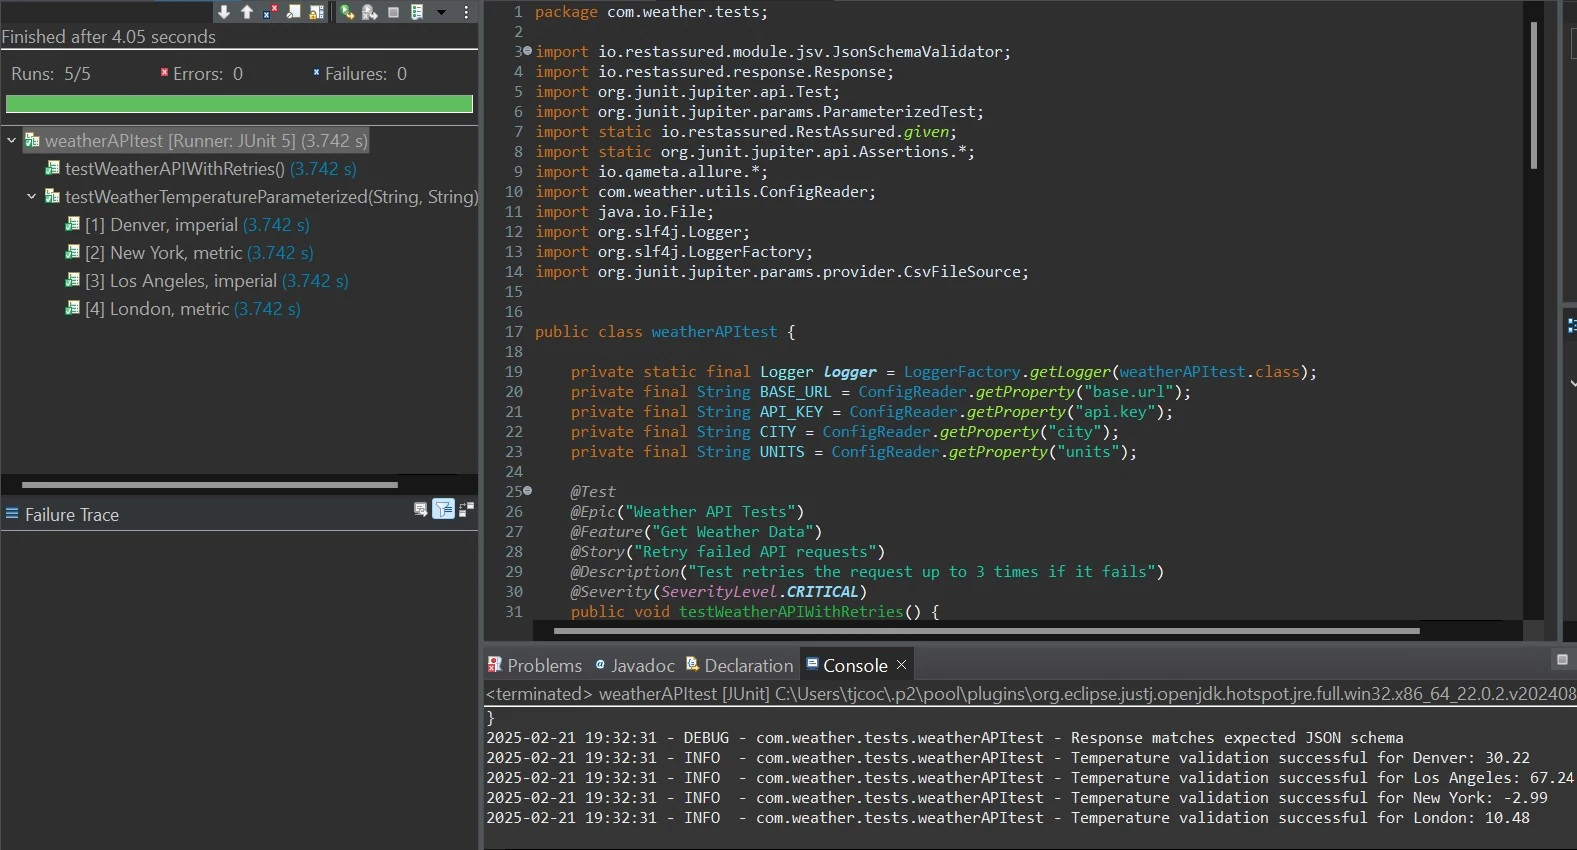 Finished after 4.05 seconds
Runs: 5/5 Errors: 0 Failures: 0
weatherAPItest [Runner: JUnit 5] (3.742 s)
testWeatherAPIWithRetries() (3.742 s)
testWeatherTemperatureParameterized(String, String)
[1] Denver, imperial (3.742 s)
[2] New York, metric (3.742 s)
[3] Los Angeles, imperial (3.742 s)
[4] London, metric (3.742 s)
Failure Trace
1 package com.weather.tests;
2
3 import io.restassured.module.jsv.JsonSchemaValidator;
4 import io.restassured.response.Response;
5 import org.junit.jupiter.api.Test;
6 import org.junit.jupiter.params.ParameterizedTest;
7 import static io.restassured.RestAssured.given;
8 import static org.junit.jupiter.api.Assertions.*;
9 import io.qameta.allure.*;
10 import com.weather.utils.ConfigReader;
11 import java.io.File;
12 import org.slf4j.Logger;
13 import org.slf4j.LoggerFactory;
14 import org.junit.jupiter.params.provider.CsvFileSource;
15
16
17 public class weatherAPItest {
18
19 private static final Logger logger = LoggerFactory.getLogger(weatherAPItest.class);
20 private final String BASE_URL = ConfigReader.getProperty("base.url");
21 private final String API_KEY = ConfigReader.getProperty("api.key");
22 private final String CITY = ConfigReader.getProperty("city");
23 private final String UNITS = ConfigReader.getProperty("units");
24
25 @Test
26 @Epic("Weather API Tests")
27 @Feature("Get Weather Data")
28 @Story("Retry failed API requests")
29 @Description("Test retries the request up to 3 times if it fails")
30 @Severity(SeverityLevel.CRITICAL)
31 public void testWeatherAPIWithRetries() {
Problems Javadoc Declaration Console
<terminated> weatherAPItest [JUnit] C:\Users\tjcoc\.p2\pool\plugins\org.eclipse.justj.openjdk.hotspot.jre.full.win32.x86_64_22.0.2.v202408
}
2025-02-21 19:32:31 - DEBUG - com.weather.tests.weatherAPItest - Response matches expected JSON schema
2025-02-21 19:32:31 - INFO  - com.weather.tests.weatherAPItest - Temperature validation successful for Denver: 30.22
2025-02-21 19:32:31 - INFO  - com.weather.tests.weatherAPItest - Temperature validation successful for Los Angeles: 67.24
2025-02-21 19:32:31 - INFO  - com.weather.tests.weatherAPItest - Temperature validation successful for New York: -2.99
2025-02-21 19:32:31 - INFO  - com.weather.tests.weatherAPItest - Temperature validation successful for London: 10.48